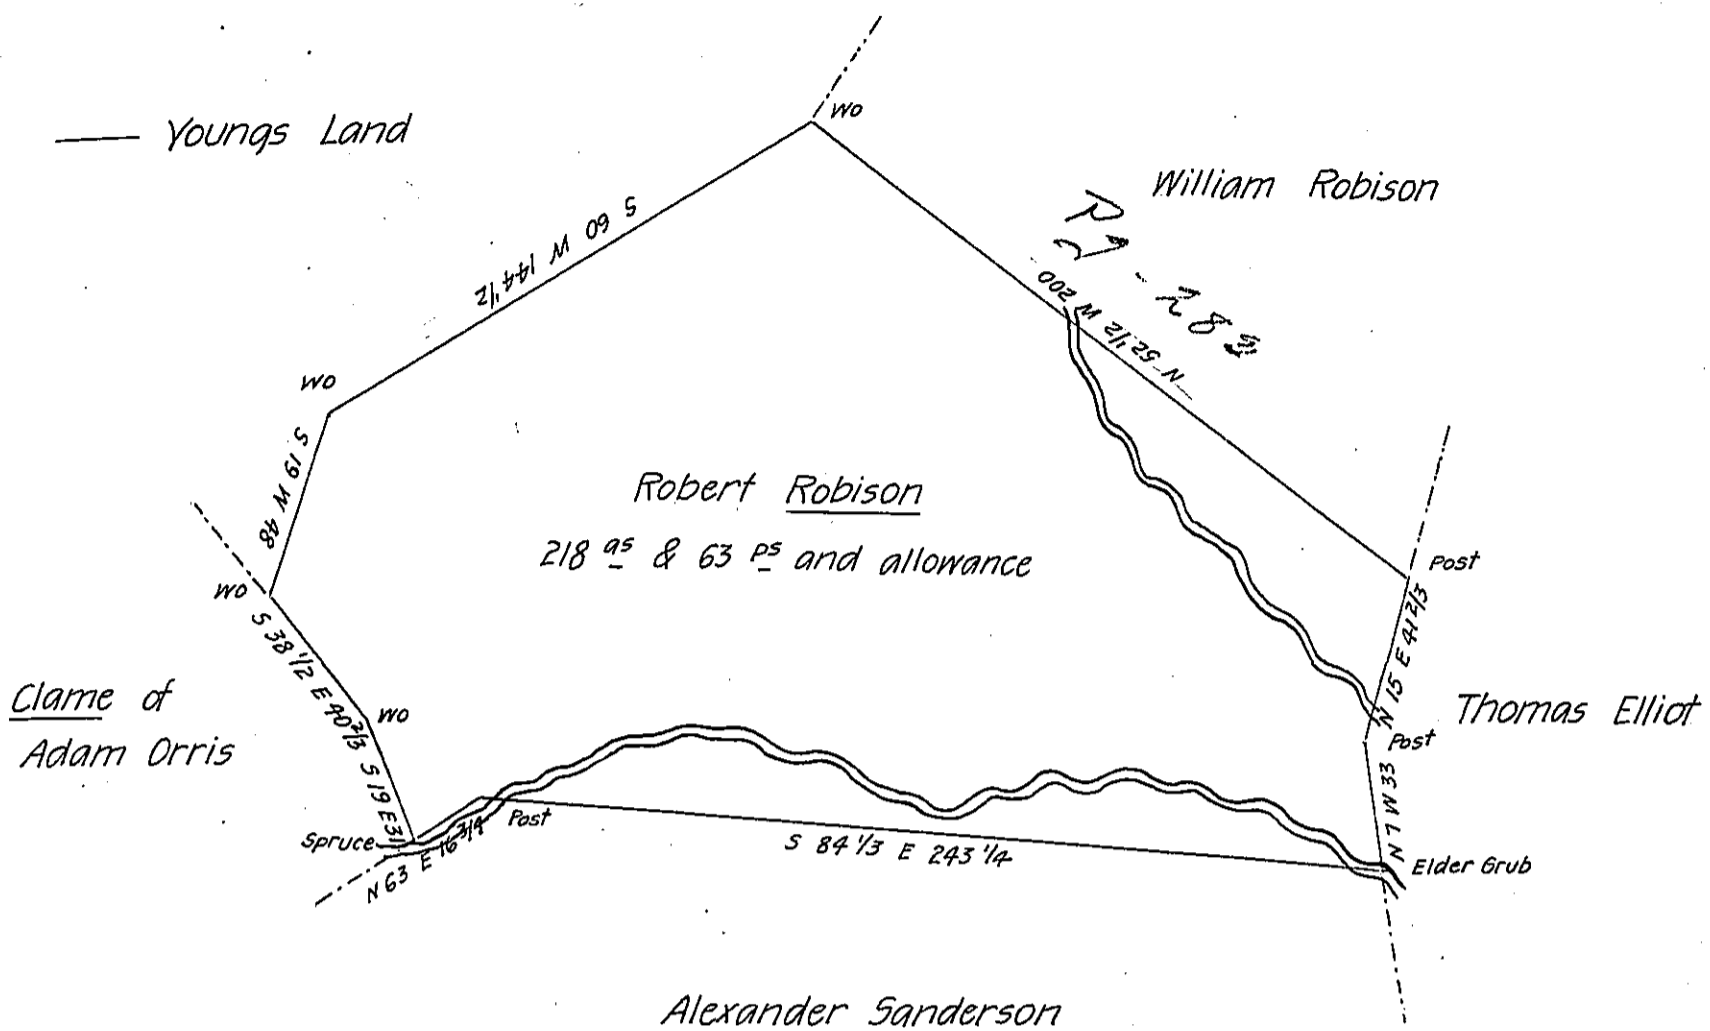 WO
Youngs Land
William Robison
S 60 W 144 1/2
N 52 1/2 W 200
WO
S 19 W 48
Robert Robison
218 as & 63 ps and allowance
Post
WO
S 38 1/2 E 40 2/3
N 15 E 41 2/3
Clame of
Adam Orris
WO
Thomas Elliot
Post
S 19 E 31
N 7 W 33
Spruce
Post
N 63 E 16 3/4
S 84 1/3 E 243 1/4
Elder Grub
Alexander Sanderson